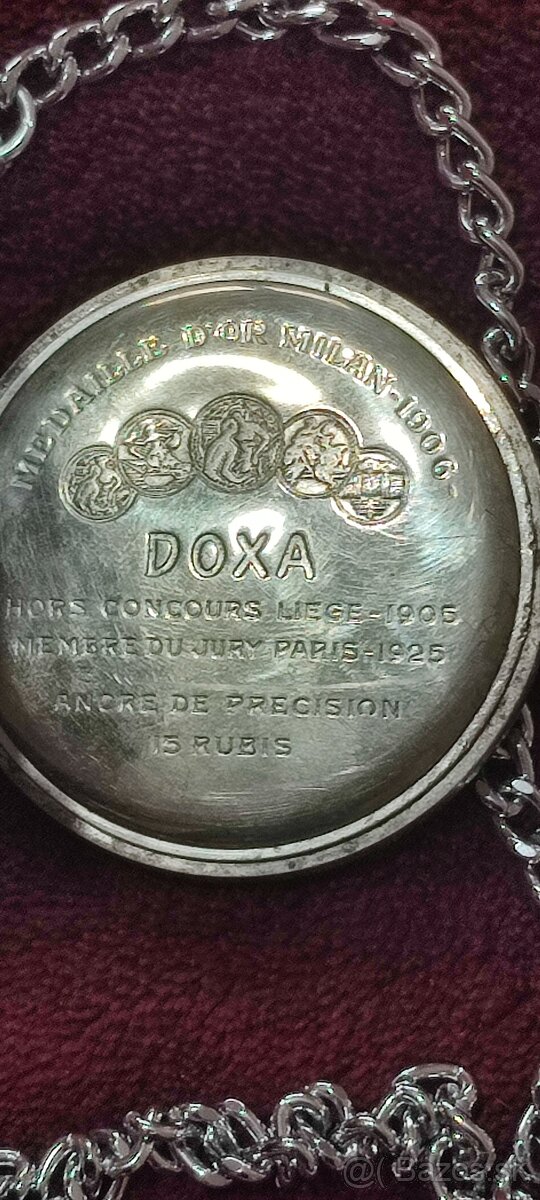 MEDAILLE D'OR MILAN-1906-
DOXA
HORS CONCOURS LIEGE-1905
MEMBRE DU JURY PARIS-1925
ANCRE DE PRECISION
15 RUBIS
@( Bazos.sk